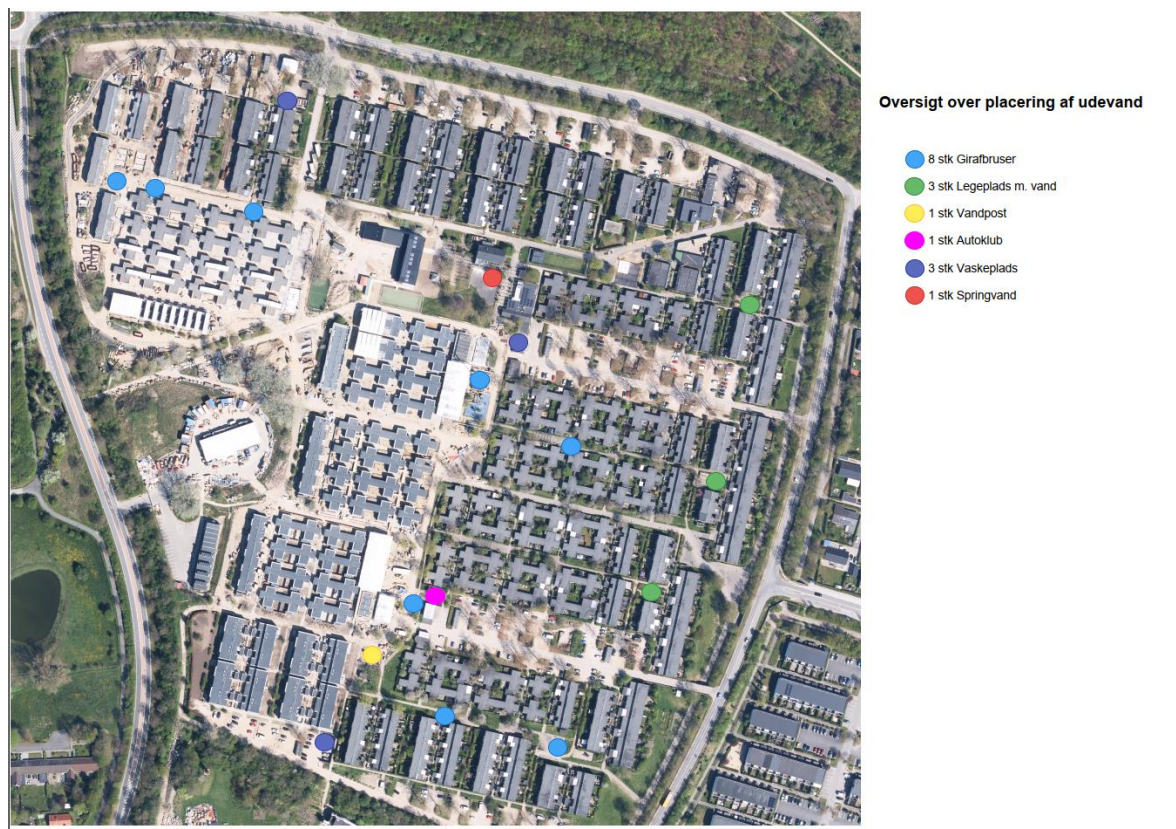 Oversigt over placering af udevand
8 stk Girafbruser
3 stk Legeplads m. vand
1 stk Vandpost
1 stk Autoklub
3 stk Vaskeplads
1 stk Springvand